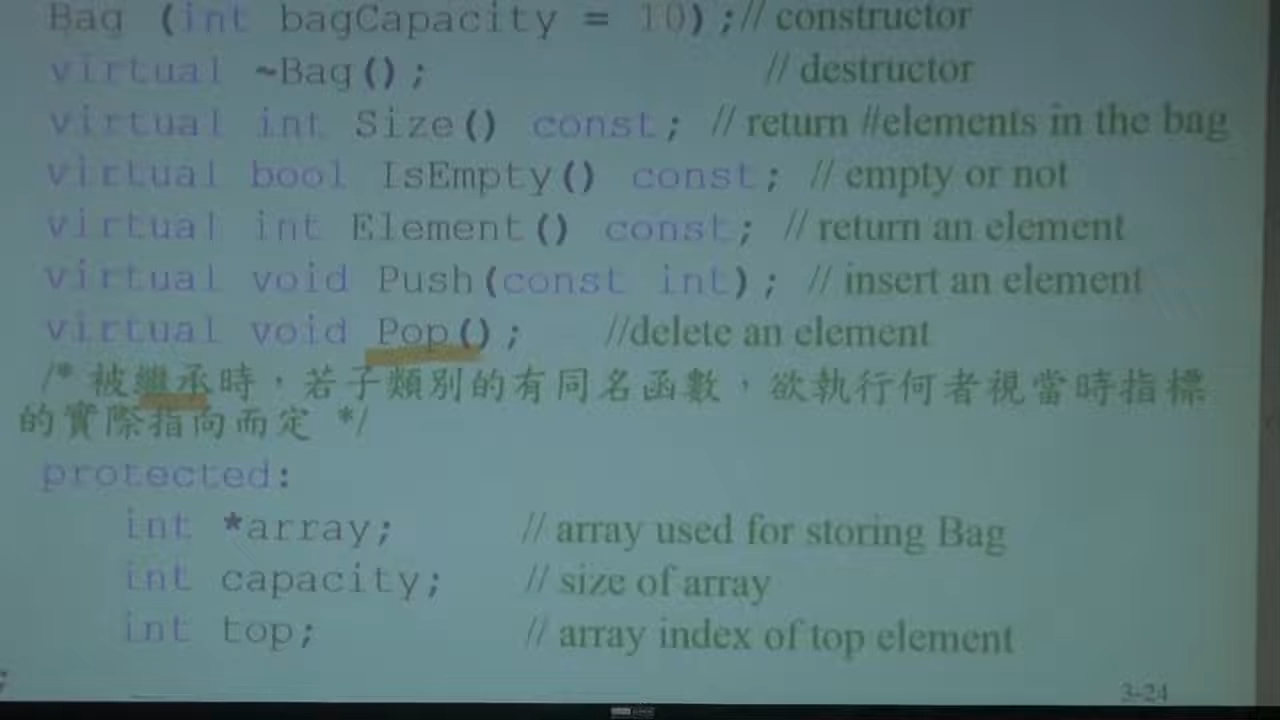 Bag (int bagCapacity = 10);// constructor
virtual ~Bag(); // destructor
virtual int Size() const; // return #elements in the bag
virtual bool IsEmpty() const; // empty or not
virtual int Element() const; // return an element
virtual void Push(const int); // insert an element
virtual void Pop(); //delete an element
/* 被繼承時，若子類別的有同名函數，欲執行何者視當時指標
的實際指向而定 */
protected:
int *array; // array used for storing Bag
int capacity; // size of array
int top; // array index of top element
;
3-24